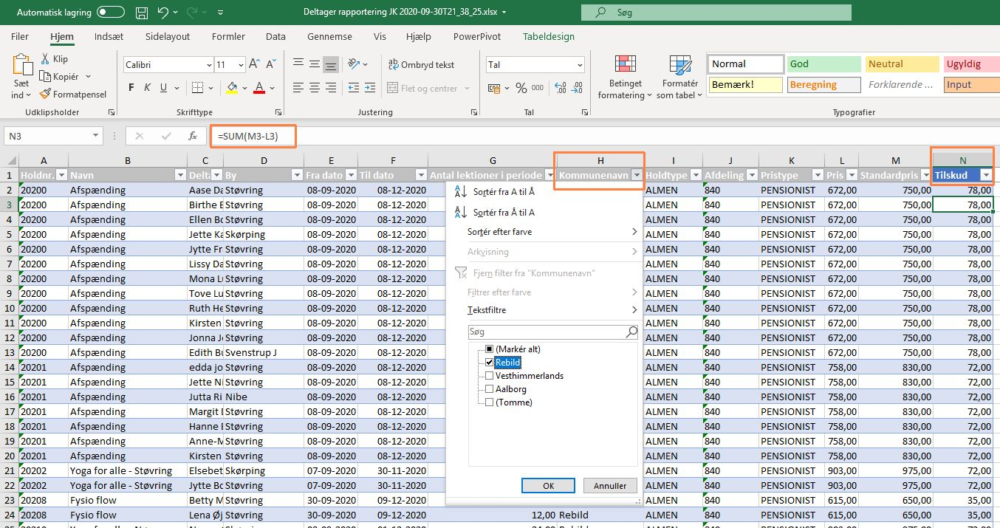 Automatisk lagring Deltager rapportering JK 2020-09-30T21_38_25.xlsx Søg
Filer Hjem Indsæt Sidelayout Formler Data Gennemse Vis Hjælp PowerPivot Tabeldesign
Sæt ind
Klip
Kopiér
Formatpensel
Udklipsholder
Calibri 11 A A
F K U A
Skrifttype
Ombryd tekst
Flet og centrer
Justering
Tal
% 000
Tal
Betinget formatering
Formatér som tabel
Normal God Neutral Ugyldig
Bemærk! Beregning Forklarende ... Input
Typografier
N3 fx =SUM(M3-L3)
A B C D E F G H I J K L M N
1 Holdnr. Navn Delta By Fra dato Til dato Antal lektioner i periode Kommunenavn Holdtype Afdeling Pristype Pris Standardpris Tilskud
2 20200 Afspænding Aase Da Støvring 08-09-2020 08-12-2020 ALMEN 840 PENSIONIST 672,00 750,00 78,00
3 20200 Afspænding Birthe E Støvring 08-09-2020 08-12-2020 ALMEN 840 PENSIONIST 672,00 750,00 78,00
4 20200 Afspænding Ellen Bo Støvring 08-09-2020 08-12-2020 ALMEN 840 PENSIONIST 672,00 750,00 78,00
5 20200 Afspænding Jette Ka Skørping 08-09-2020 08-12-2020 ALMEN 840 PENSIONIST 672,00 750,00 78,00
6 20200 Afspænding Jytte Fr Støvring 08-09-2020 08-12-2020 ALMEN 840 PENSIONIST 672,00 750,00 78,00
7 20200 Afspænding Lissy Da Støvring 08-09-2020 08-12-2020 ALMEN 840 PENSIONIST 672,00 750,00 78,00
8 20200 Afspænding Mona Lu Støvring 08-09-2020 08-12-2020 ALMEN 840 PENSIONIST 672,00 750,00 78,00
9 20200 Afspænding Tove Lu Støvring 08-09-2020 08-12-2020 ALMEN 840 PENSIONIST 672,00 750,00 78,00
10 20200 Afspænding Ruth He Støvring 08-09-2020 08-12-2020 ALMEN 840 PENSIONIST 672,00 750,00 78,00
11 20200 Afspænding Kirsten Støvring 08-09-2020 08-12-2020 ALMEN 840 PENSIONIST 672,00 750,00 78,00
12 20200 Afspænding Jonna Støvring 08-09-2020 08-12-2020 ALMEN 840 PENSIONIST 672,00 750,00 78,00
13 20200 Afspænding Edith Bu Svenstrup J 08-09-2020 08-12-2020 ALMEN 840 PENSIONIST 672,00 750,00 78,00
14 20201 Afspænding edda jo Støvring 08-09-2020 08-12-2020 ALMEN 840 PENSIONIST 758,00 830,00 72,00
15 20201 Afspænding Jette Ni Støvring 08-09-2020 08-12-2020 ALMEN 840 PENSIONIST 758,00 830,00 72,00
16 20201 Afspænding Jutta Ri Nibe 08-09-2020 08-12-2020 ALMEN 840 PENSIONIST 758,00 830,00 72,00
17 20201 Afspænding Margit Støvring 08-09-2020 08-12-2020 ALMEN 840 PENSIONIST 758,00 830,00 72,00
18 20201 Afspænding Hanne Støvring 08-09-2020 08-12-2020 ALMEN 840 PENSIONIST 758,00 830,00 72,00
19 20201 Afspænding Anne-M Støvring 08-09-2020 08-12-2020 ALMEN 840 PENSIONIST 758,00 830,00 72,00
20 20201 Afspænding Kirsten Støvring 08-09-2020 08-12-2020 ALMEN 840 PENSIONIST 758,00 830,00 72,00
21 20202 Yoga for alle - Støvring Elsebet Skørping 07-09-2020 30-11-2020 ALMEN 840 PENSIONIST 903,00 975,00 72,00
22 20202 Yoga for alle - Støvring Jytte Bo Støvring 07-09-2020 30-11-2020 ALMEN 840 PENSIONIST 903,00 975,00 72,00
23 20208 Fysio flow Betty M Støvring 30-09-2020 09-12-2020 ALMEN 840 PENSIONIST 615,00 650,00 35,00
24 20208 Fysio flow Lena Øj Støvring 30-09-2020 09-12-2020 12,00 Rebild ALMEN 840 PENSIONIST 615,00 650,00 35,00
Sortér fra A til Å
Sortér fra Å til A
Sortér efter farve
Arkvisning
Fjern filter fra "Kommunenavn"
Filtrer efter farve
Tekstfiltre
Søg
(Markér alt)
Rebild
Vesthimmerlands
Aalborg
(Tomme)
OK Annuller